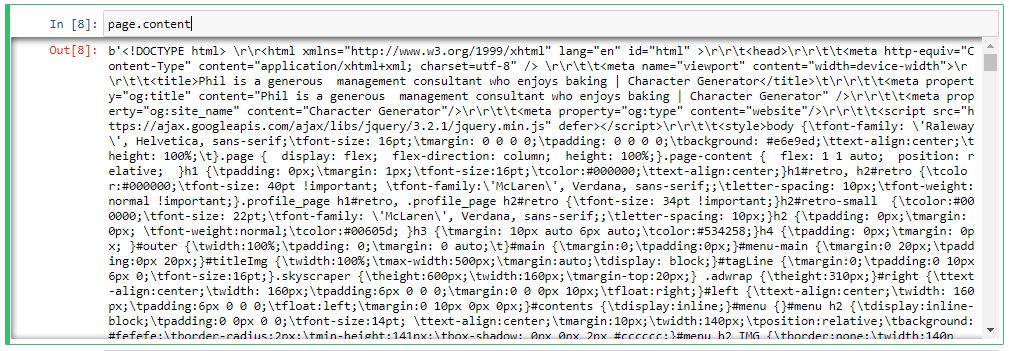 In [8]: page.content
Out[8]: b'<!DOCTYPE html> \r\r<html xmlns="http://www.w3.org/1999/xhtml" lang="en" id="html" >\r\r\t<head>\r\r\t\t<meta http-equiv="C
ontent-Type" content="application/xhtml+xml; charset=utf-8" /> \r\r\t\t<meta name="viewport" content="width=device-width">\r
\r\t\t<title>Phil is a generous  management consultant who enjoys baking | Character Generator</title>\t\r\r\t\t<meta propert
y="og:title" content="Phil is a generous  management consultant who enjoys baking | Character Generator" />\r\r\t\t<meta prop
erty="og:site_name" content="Character Generator"/>\r\r\t\t<meta property="og:type" content="website"/>\r\r\t\t<script src="h
ttps://ajax.googleapis.com/ajax/libs/jquery/3.2.1/jquery.min.js" defer></script>\r\r\t\t<style>body {\tfont-family: \'Raleway
\', Helvetica, sans-serif;\tfont-size: 16pt;\tmargin: 0 0 0 0;\tpadding: 0 0 0 0;\tbackground: #e6e9ed;\ttext-align:center;\t
height: 100%;\t}.page {  display: flex;  flex-direction: column;  height: 100%;}.page-content {  flex: 1 1 auto;  position: r
elative;  }h1 {\tpadding: 0px;\tmargin: 1px;\tfont-size:16pt;\tcolor:#000000;\ttext-align:center;}h1#retro, h2#retro {\tcolo
r:#000000;\tfont-size: 40pt !important; \tfont-family:\'McLaren\', Verdana, sans-serif;;\tletter-spacing: 10px;\tfont-weight:
normal !important;}.profile_page h1#retro, .profile_page h2#retro {\tfont-size: 34pt !important;}h2#retro-small  {\tcolor:#00
0000;\tfont-size: 22pt;\tfont-family: \'McLaren\', Verdana, sans-serif;;\tletter-spacing: 10px;}h2 {\tpadding: 0px;\tmargin:
0px; \tfont-weight:normal;\tcolor:#00605d; }h3 {\tmargin: 10px auto 6px auto;\tcolor:#534258;}h4 {\tpadding: 0px;\tmargin: 0p
x; }#outer {\twidth:100%;\tpadding: 0;\tmargin: 0 auto;\t}#main {\tmargin:0;\tpadding:0px;}#menu-main {\tmargin:0 20px;\tpadd
ing:0px 20px;}#titleImg {\twidth:100%;\tmax-width:500px;\tmargin:auto;\tdisplay: block;}#tagLine {\tmargin:0;\tpadding:0 10px
6px 0;\tfont-size:16pt;}.skyscraper {\theight:600px;\twidth:160px;\tmargin-top:20px;} .adwrap {\theight:310px;}#right {\ttext
-align:center;\twidth: 160px;\tpadding:6px 0 0 0;\tmargin:0 0 0px 10px;\tfloat:right;}#left {\ttext-align:center;\twidth: 160
px;\tpadding:6px 0 0 0;\tfloat:left;\tmargin:0 10px 0px 0px;}#contents {\tdisplay:inline;}#menu {}#menu h2 {\tdisplay:inline-
block;\tpadding:0 0px 0 0;\tfont-size:14pt; \ttext-align:center;\tmargin:10px;\twidth:140px;\tposition:relative;\tbackground:
#fefefe;\tborder-radius:2px;\tmin-height:141px;\tbox-shadow: 0px 0px 2px #cccccc;}#menu h2 IMG {\tborder:none;\twidth:140p